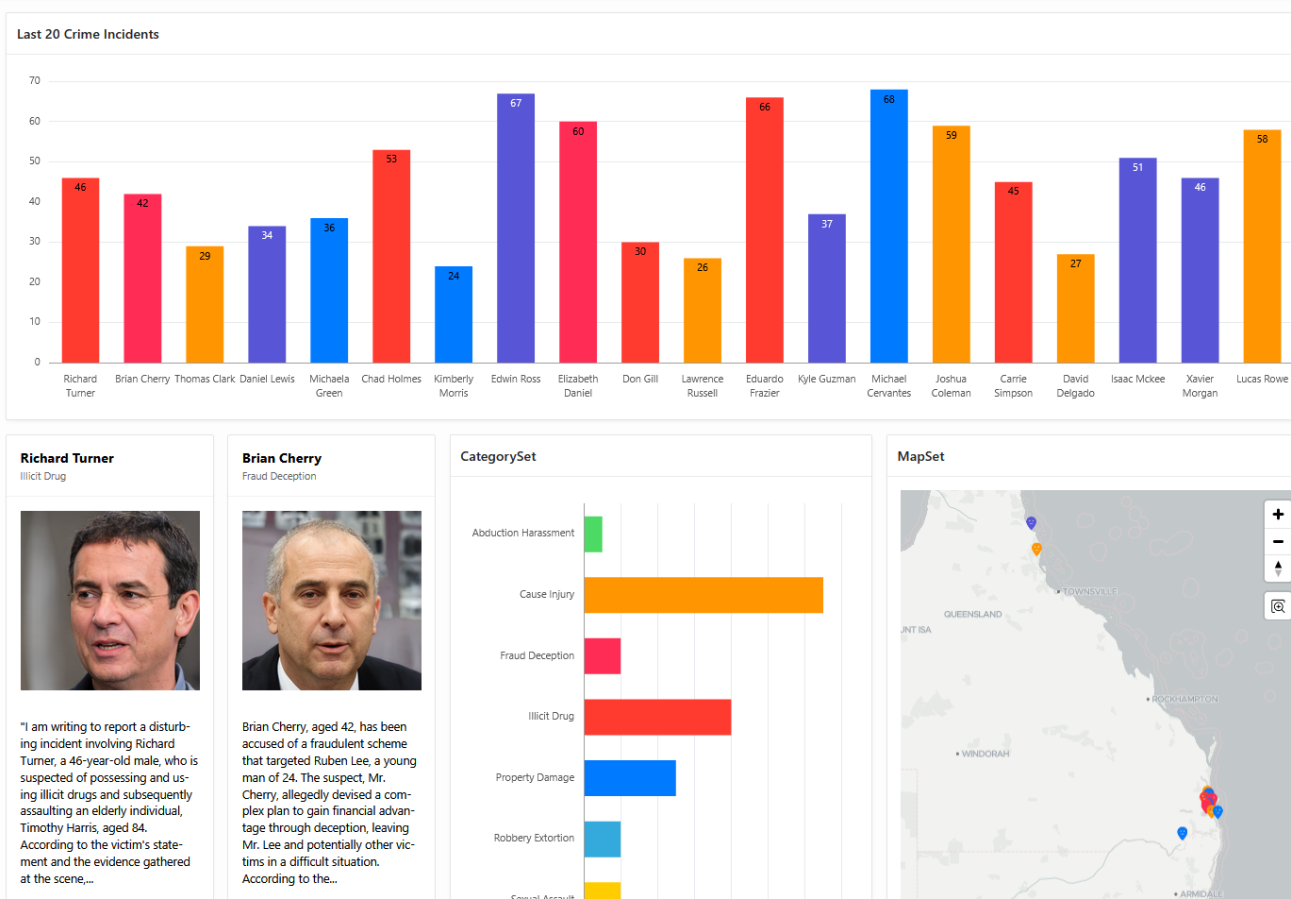 Last 20 Crime Incidents
70
60
50
40
30
20
10
0
46
42
29
34
36
53
24
67
60
30
26
66
37
68
59
45
27
51
46
58
Richard
Turner
Brian Cherry
Thomas Clark
Daniel Lewis
Michaela
Green
Chad Holmes
Kimberly
Morris
Edwin Ross
Elizabeth
Daniel
Don Gill
Lawrence
Russell
Eduardo
Frazier
Kyle Guzman
Michael
Cervantes
Joshua
Coleman
Carrie
Simpson
David
Delgado
Isaac Mckee
Xavier
Morgan
Lucas Rowe
Richard Turner
Illicit Drug
"I am writing to report a disturb-
ing incident involving Richard
Turner, a 46-year-old male, who is
suspected of possessing and us-
ing illicit drugs and subsequently
assaulting an elderly individual,
Timothy Harris, aged 84.
According to the victim's state-
ment and the evidence gathered
at the scene,...
Brian Cherry
Fraud Deception
Brian Cherry, aged 42, has been
accused of a fraudulent scheme
that targeted Ruben Lee, a young
man of 24. The suspect, Mr.
Cherry, allegedly devised a com-
plex plan to gain financial advan-
tage through deception, leaving
Mr. Lee and potentially other vic-
tims in a difficult situation.
According to the...
CategorySet
Abduction Harassment
Cause Injury
Fraud Deception
Illicit Drug
Property Damage
Robbery Extortion
Sexual Assault
MapSet
TOWNSVILLE
QUEENSLAND
UNT ISA
ROCKHAMPTON
WINDORAH
ARMIDALE